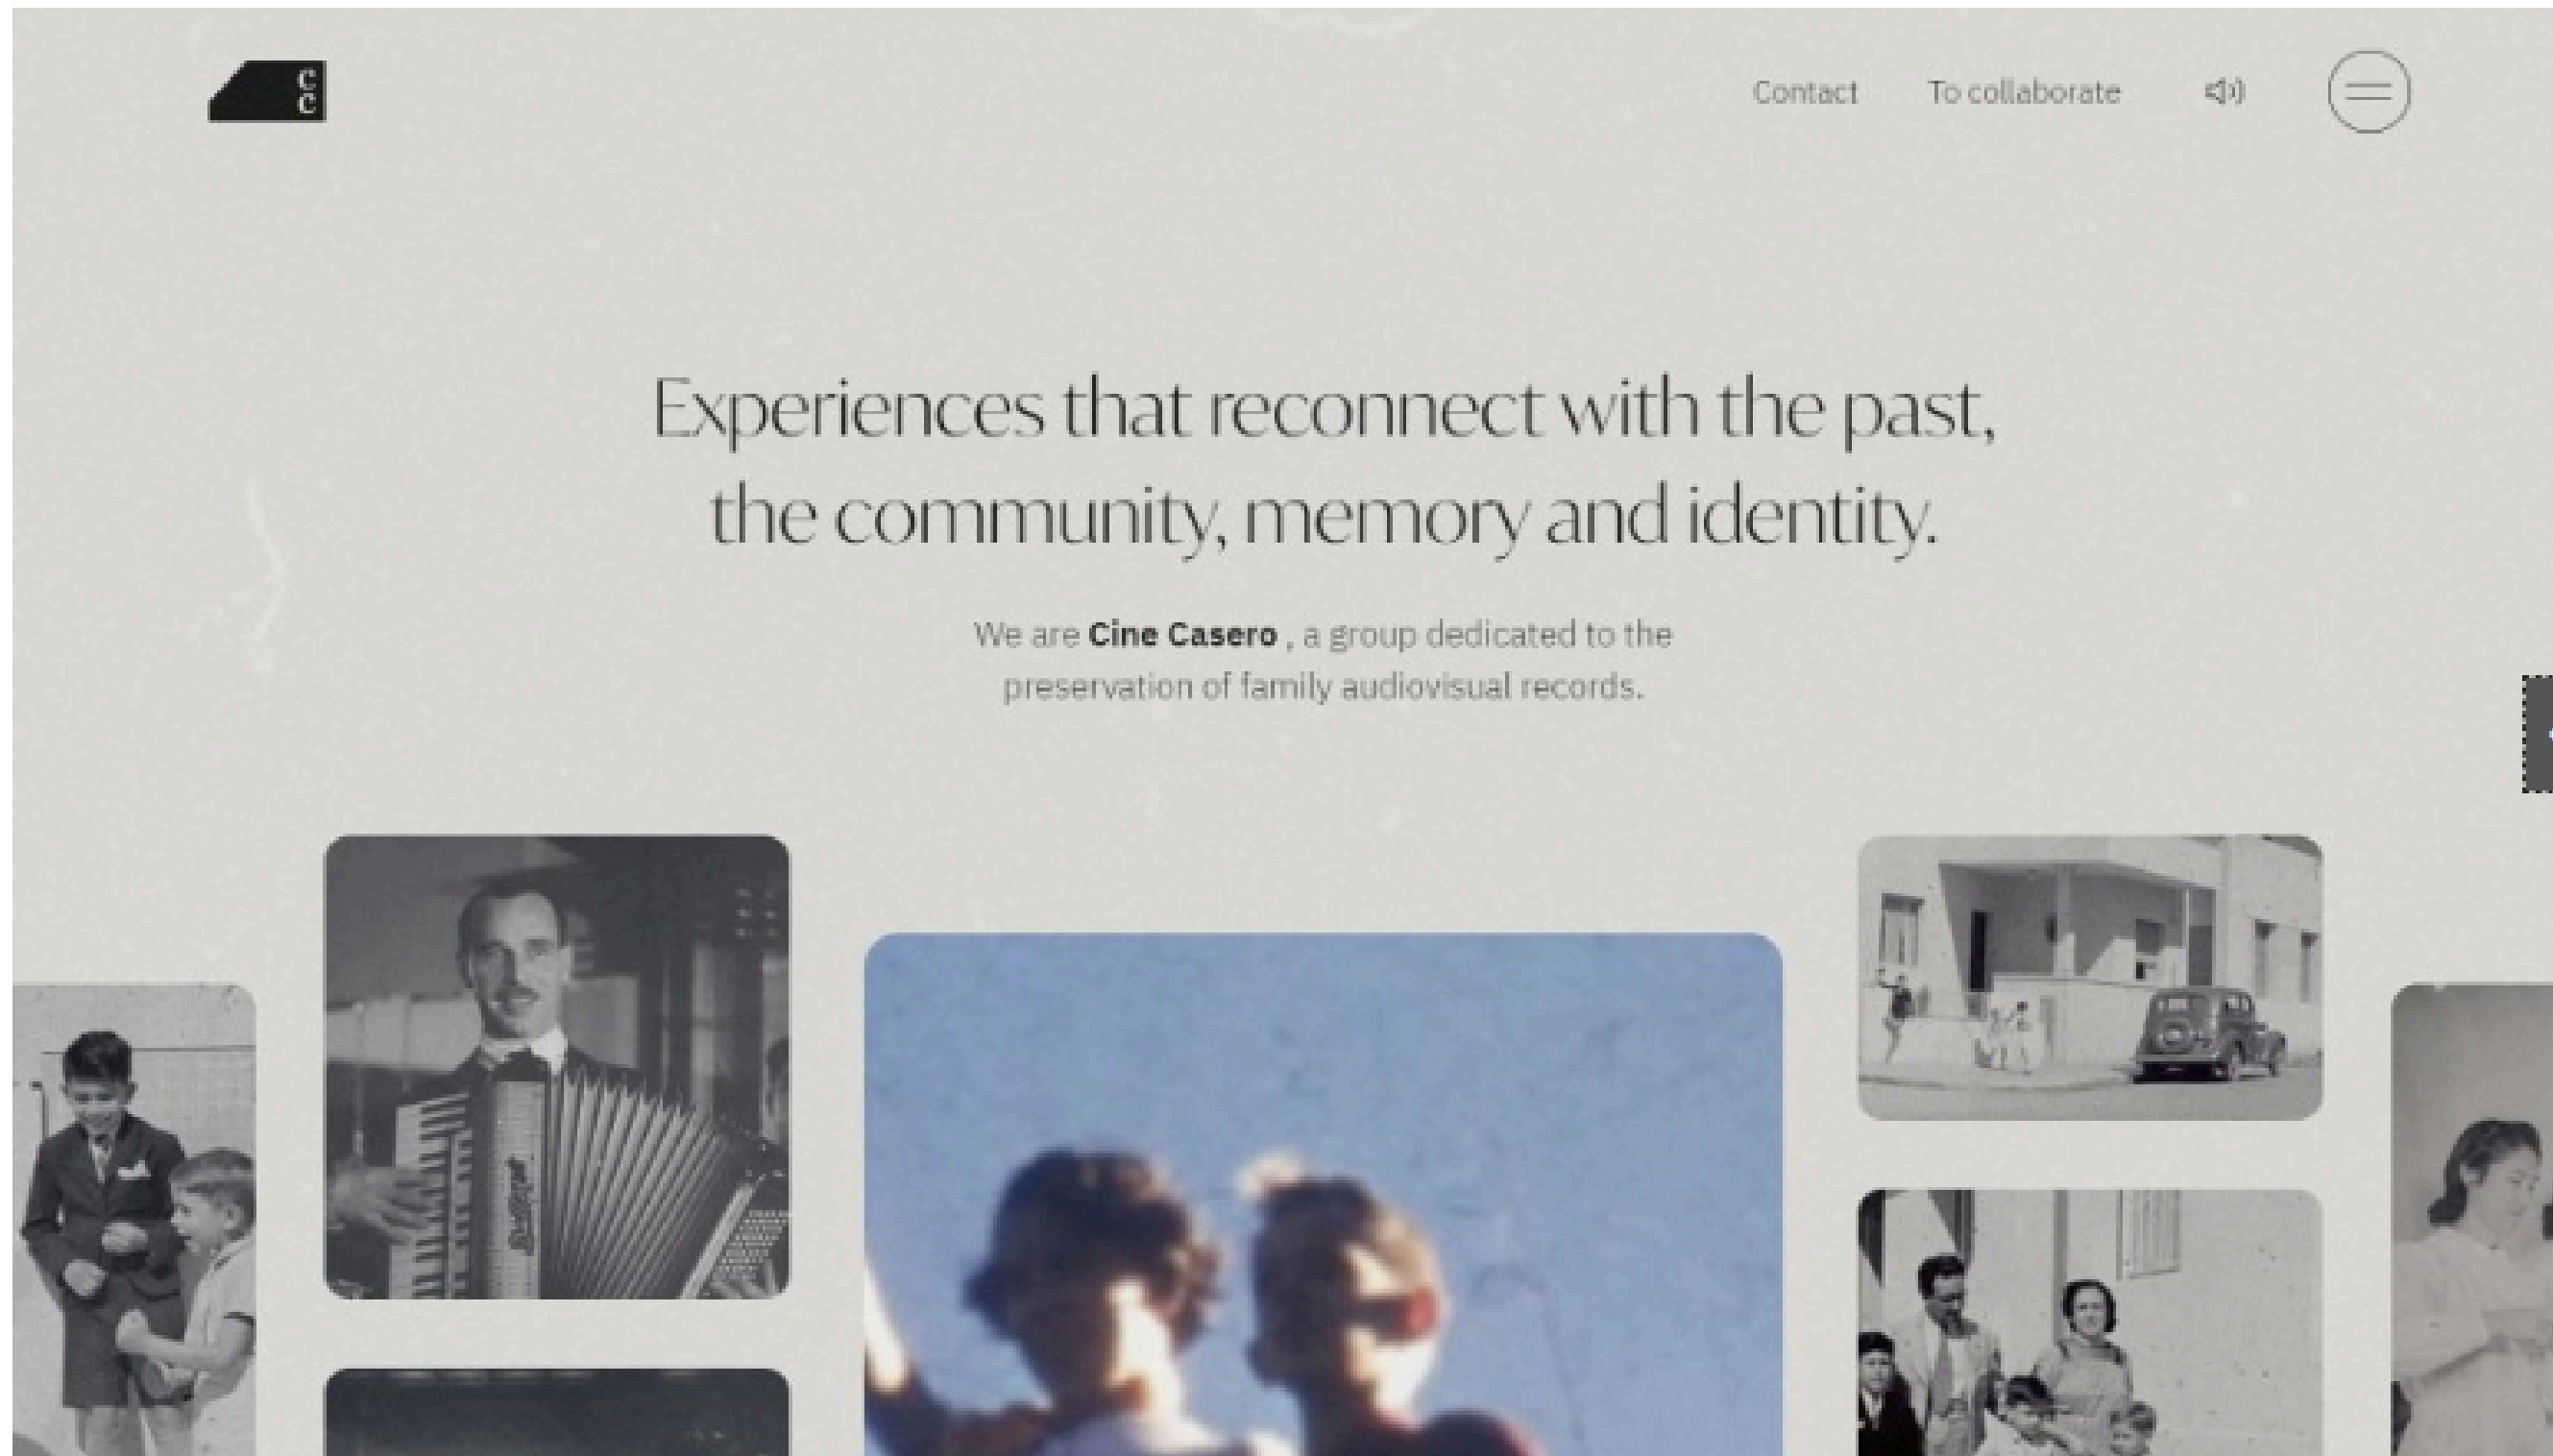 C
C
Contact
To collaborate
Experiences that reconnect with the past,
the community, memory and identity.
We are Cine Casero , a group dedicated to the
preservation of family audiovisual records.